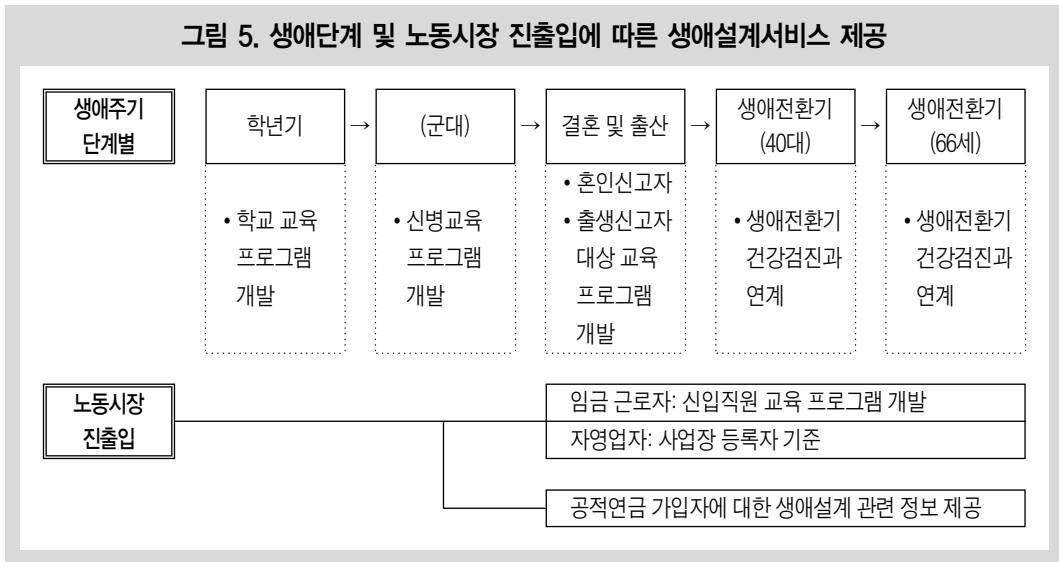 그림 5. 생애단계 및 노동시장 진출입에 따른 생애설계서비스 제공
생애주기
단계별
학년기
→
(군대)
→
결혼 및 출산
→
생애전환기
(40대)
→
생애전환기
(66세)
• 학교 교육
프로그램
개발
• 신병교육
프로그램
개발
• 혼인신고자
• 출생신고자
대상 교육
프로그램
개발
• 생애전환기
건강검진과
연계
• 생애전환기
건강검진과
연계
노동시장
진출입
임금 근로자: 신입직원 교육 프로그램 개발
자영업자: 사업장 등록자 기준
공적연금 가입자에 대한 생애설계 관련 정보 제공